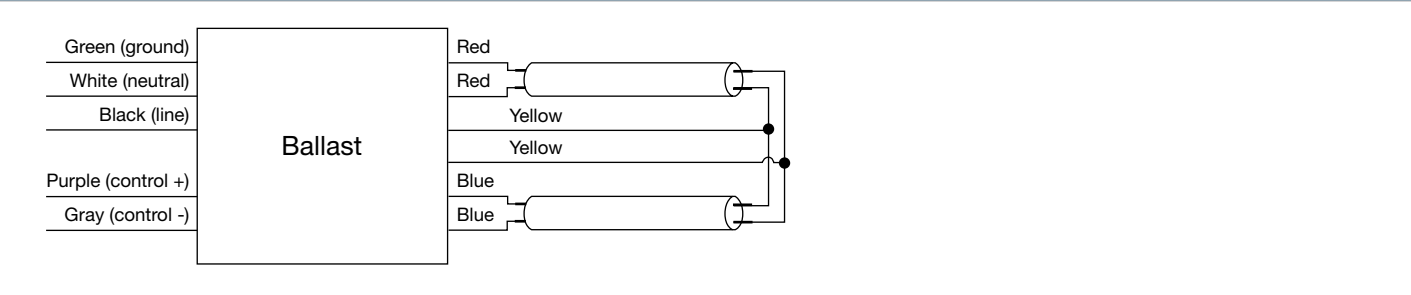 Green (ground)
White (neutral)
Black (line)
Purple (control +)
Gray (control -)
Ballast
Red
Red
Yellow
Yellow
Blue
Blue